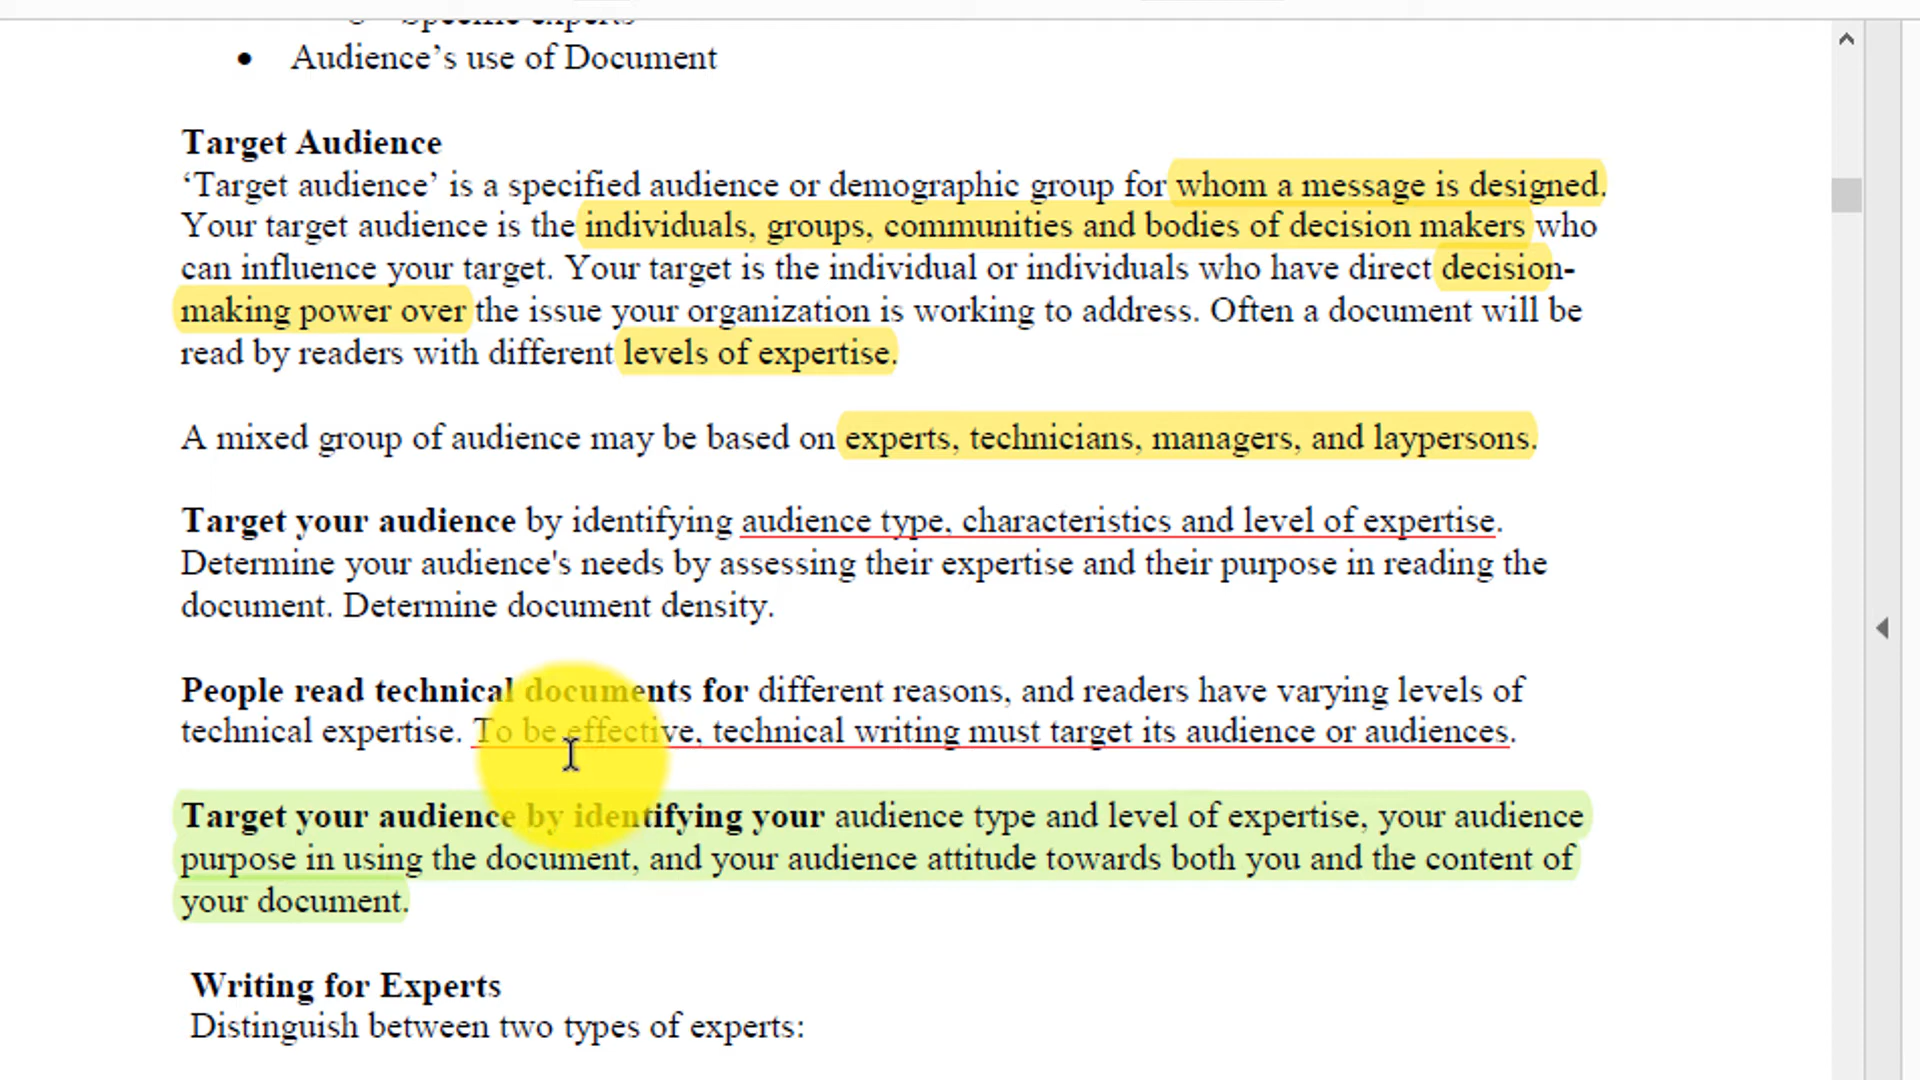 Specific experts
• Audience’s use of Document
Target Audience
‘Target audience’ is a specified audience or demographic group for whom a message is designed.
Your target audience is the individuals, groups, communities and bodies of decision makers who
can influence your target. Your target is the individual or individuals who have direct decision-
making power over the issue your organization is working to address. Often a document will be
read by readers with different levels of expertise.
A mixed group of audience may be based on experts, technicians, managers, and laypersons.
Target your audience by identifying audience type, characteristics and level of expertise.
Determine your audience's needs by assessing their expertise and their purpose in reading the
document. Determine document density.
People read technical documents for different reasons, and readers have varying levels of
technical expertise. To be effective, technical writing must target its audience or audiences.
Target your audience by identifying your audience type and level of expertise, your audience
purpose in using the document, and your audience attitude towards both you and the content of
your document.
Writing for Experts
Distinguish between two types of experts: